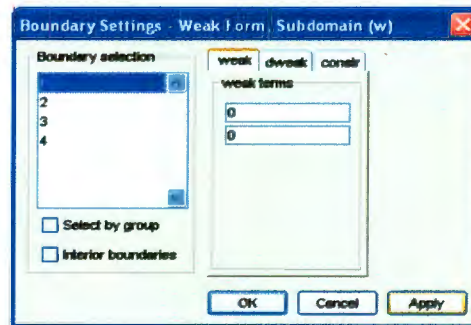 Boundary Settings - Weak Form, Subdomain (w)
Boundary selection
2
3
4
Select by group
Interior boundaries
weak dweak constr
weak terms
0
0
OK Cancel Apply